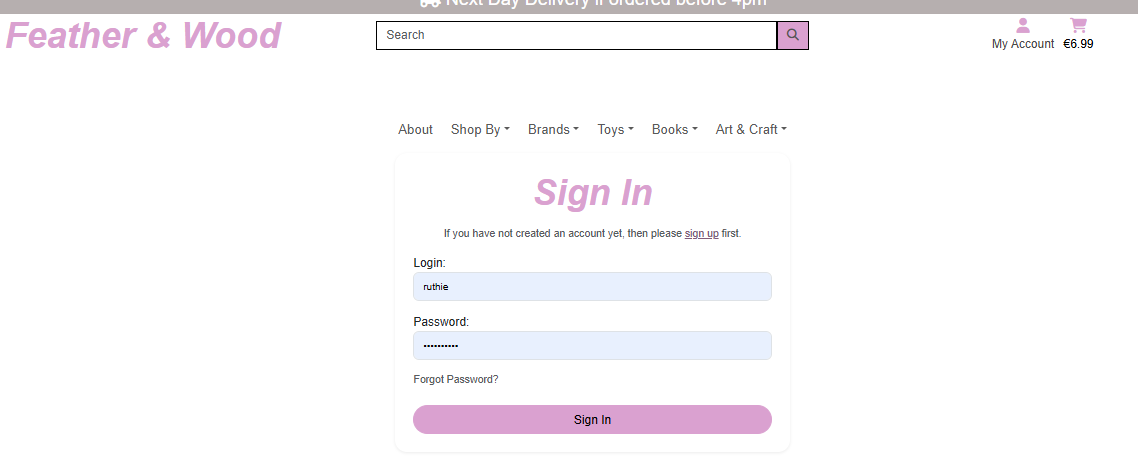 Next Day Delivery if ordered before 4pm
Feather & Wood
Search
My Account €6.99
About Shop By Brands Toys Books Art & Craft
Sign In
If you have not created an account yet, then please sign up first.
Login:
ruthie
Password:
••••••••••
Forgot Password?
Sign In